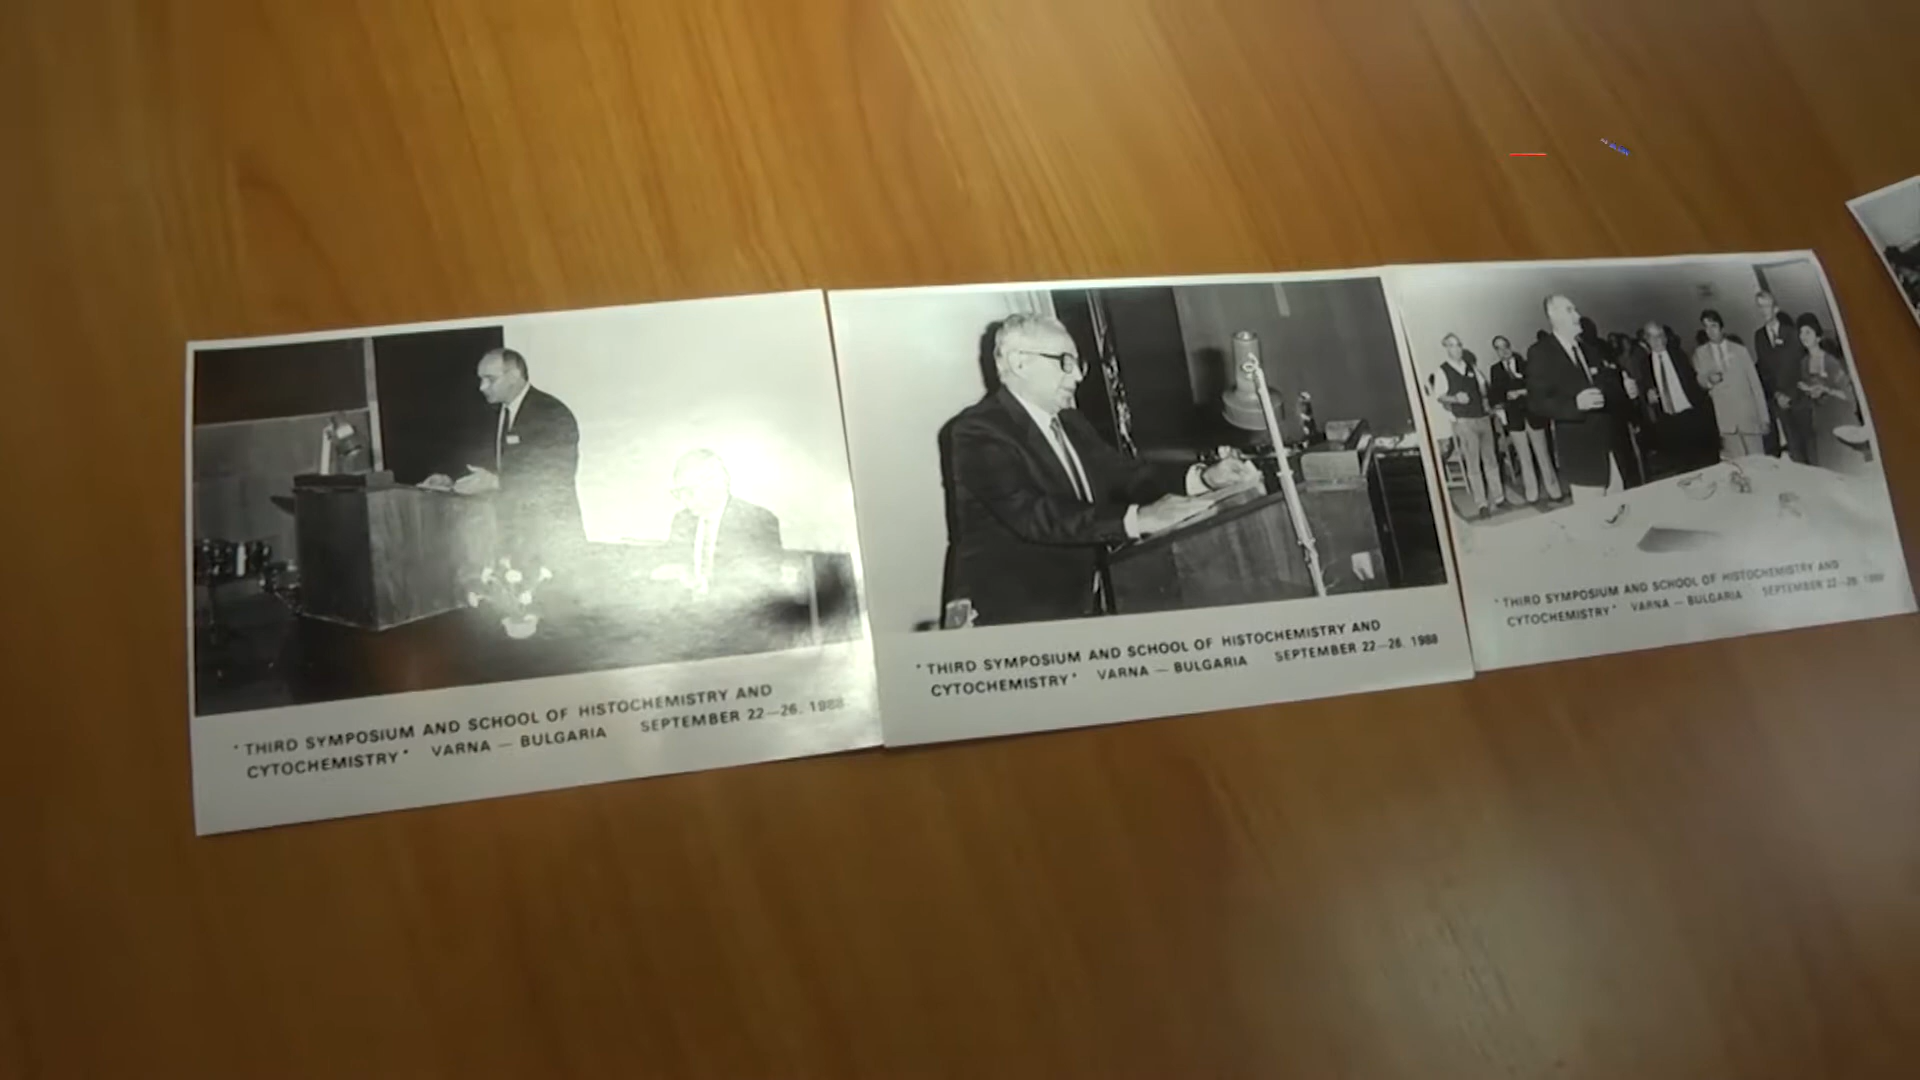 "THIRD SYMPOSIUM AND SCHOOL OF HISTOCHEMISTRY AND
CYTOCHEMISTRY" VARNA — BULGARIA SEPTEMBER 22—26. 1988
"THIRD SYMPOSIUM AND SCHOOL OF HISTOCHEMISTRY AND
CYTOCHEMISTRY" VARNA — BULGARIA SEPTEMBER 22—26. 1988
"THIRD SYMPOSIUM AND SCHOOL OF HISTOCHEMISTRY AND
CYTOCHEMISTRY" VARNA — BULGARIA SEPTEMBER 22—26. 1988